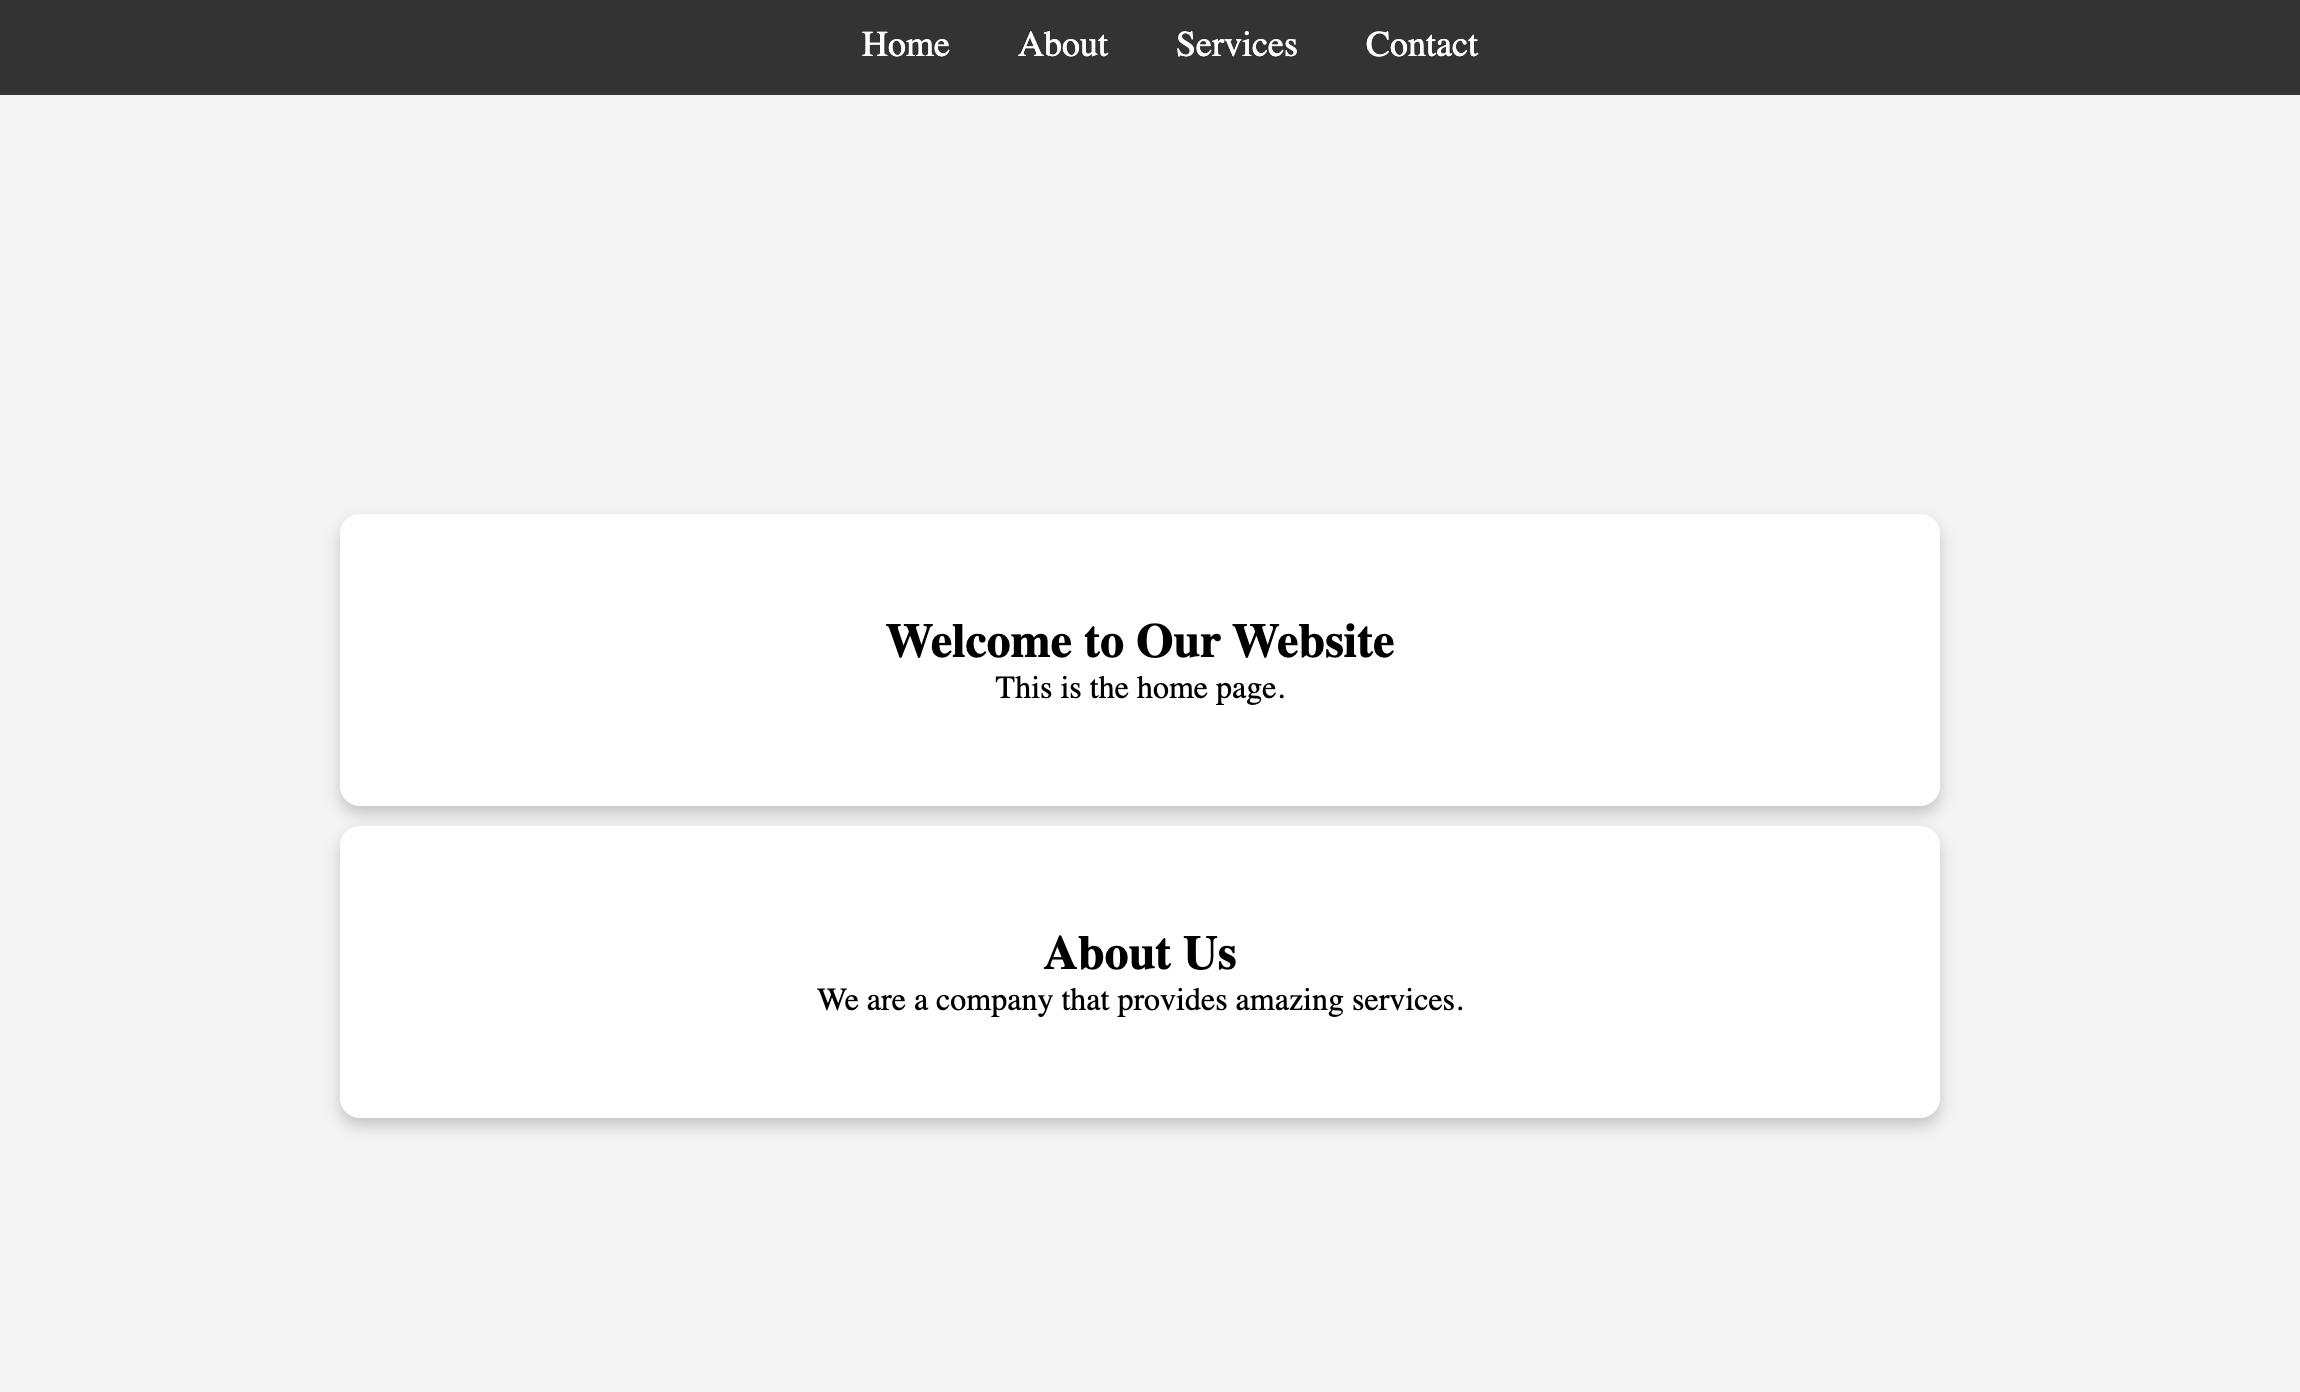 Home About Services Contact
Welcome to Our Website
This is the home page.
About Us
We are a company that provides amazing services.